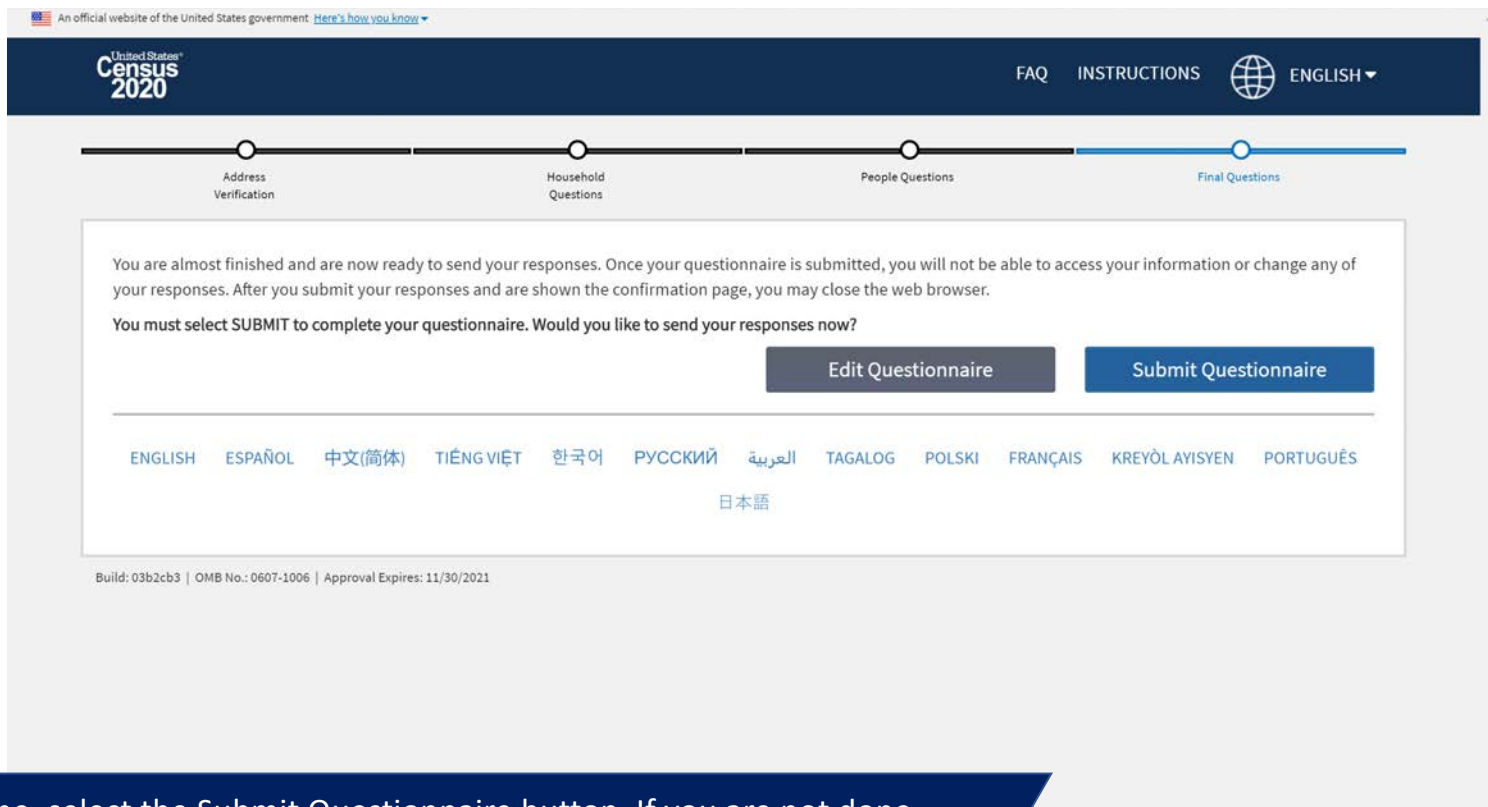 An official website of the United States government Here's how you know
United States®
Census
2020
FAQ INSTRUCTIONS ENGLISH
Address
Verification
Household
Questions
People Questions
Final Questions
You are almost finished and are now ready to send your responses. Once your questionnaire is submitted, you will not be able to access your information or change any of
your responses. After you submit your responses and are shown the confirmation page, you may close the web browser.
You must select SUBMIT to complete your questionnaire. Would you like to send your responses now?
Edit Questionnaire Submit Questionnaire
ENGLISH ESPAÑOL 中文(简体) TIẾNG VIỆT 한국어 РУССКИЙ العربية TAGALOG POLSKI FRANÇAIS KREYÒL AYISYEN PORTUGUÊS
日本語
Build: 03b2cb3 | OMB No.: 0607-1006 | Approval Expires: 11/30/2021
select the Submit Questionnaire button. If you are not done